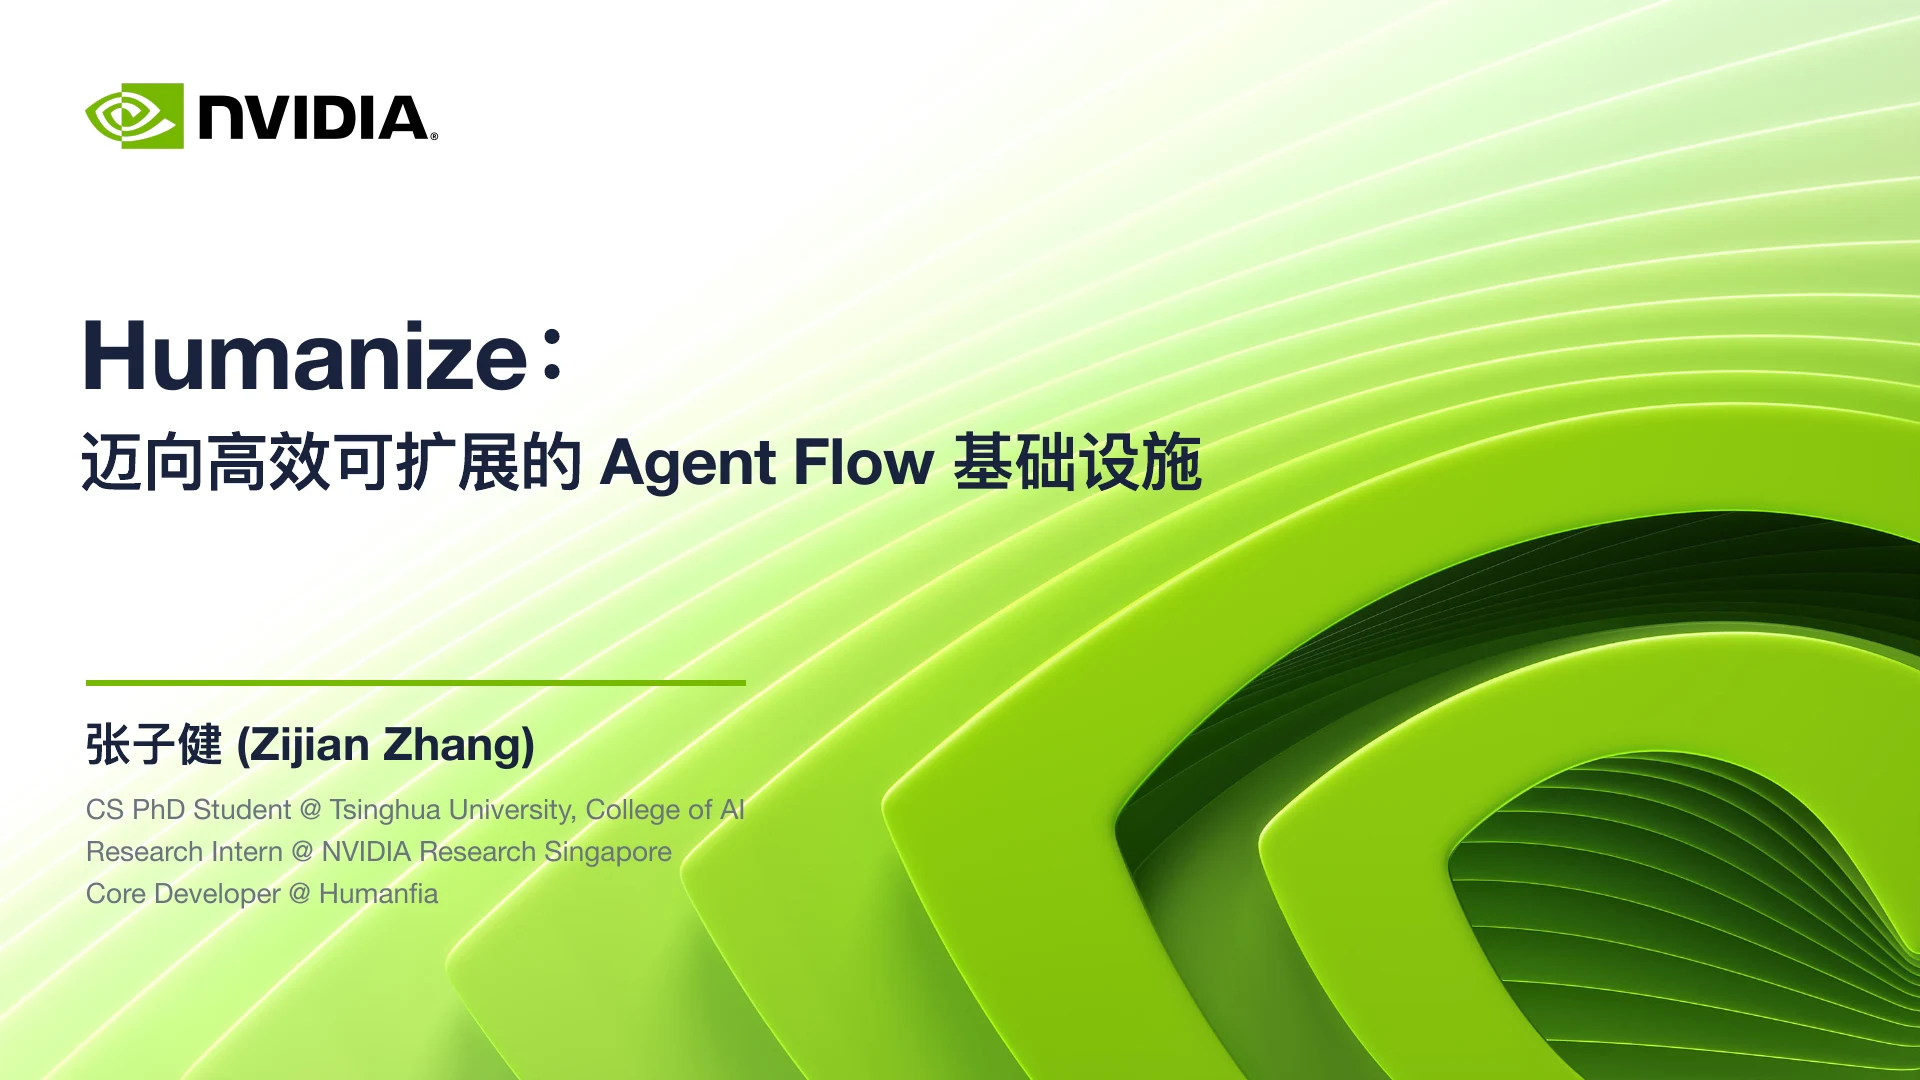 NVIDIA®
Humanize：
迈向高效可扩展的 Agent Flow 基础设施
张子健 (Zijian Zhang)
CS PhD Student @ Tsinghua University, College of AI
Research Intern @ NVIDIA Research Singapore
Core Developer @ Humanfia